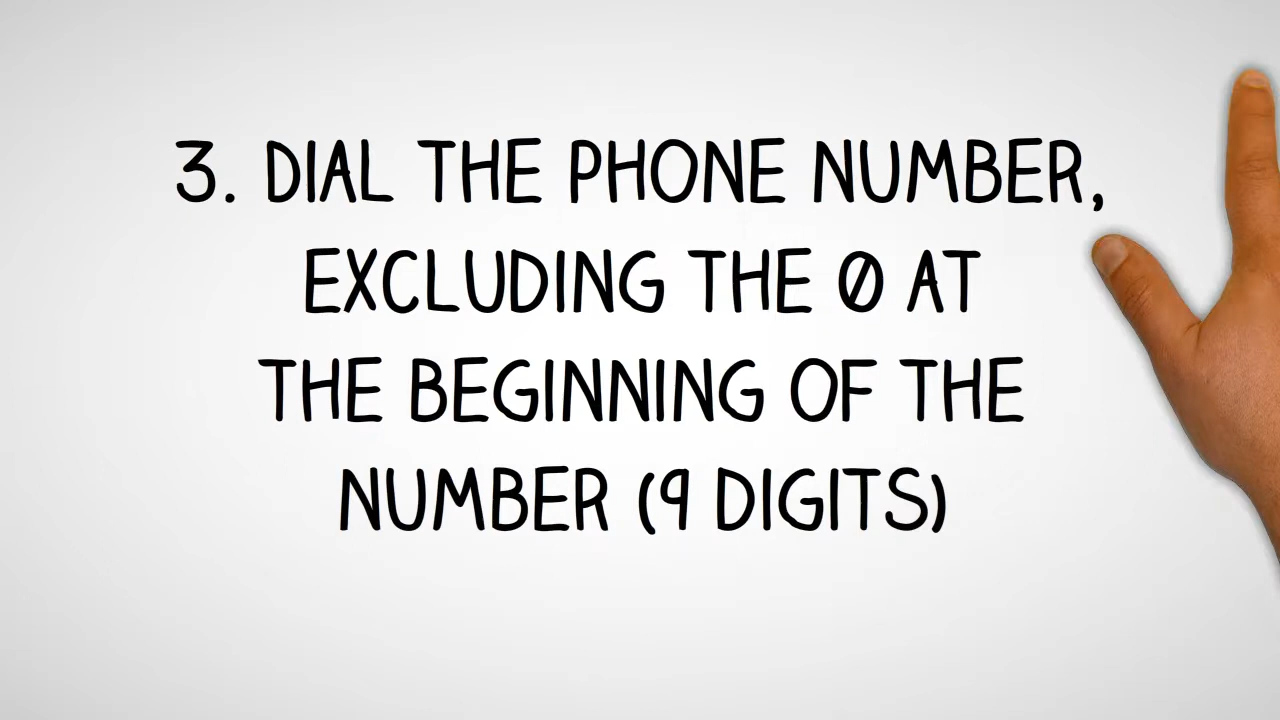 3. DIAL THE PHONE NUMBER,
EXCLUDING THE 0 AT
THE BEGINNING OF THE
NUMBER (9 DIGITS)